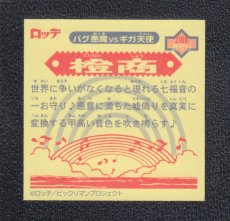 ロッテ
バグ悪魔vsギガ天使
橙商
世界に争いがなくなると現れる七福音の
一お守り♪悪意に満ちた嘘偽りを真実に
変換する甲高い音色を吹き鳴らす♪
©ロッテ/ビックリマンプロジェクト